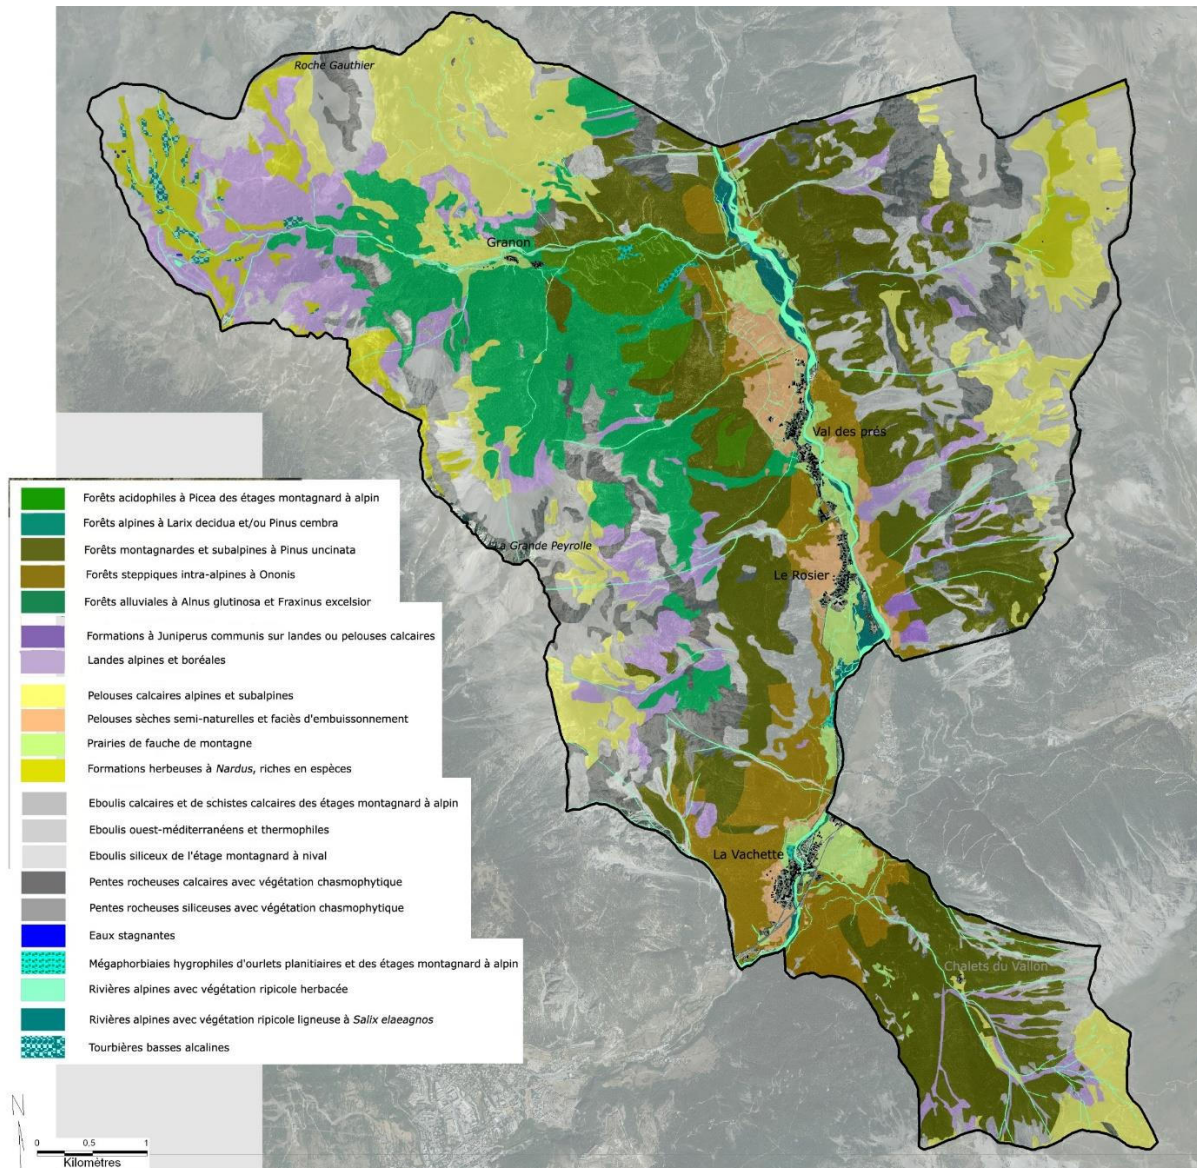 Roche Gauthier
Granon
Val des prés
La Grande Peyrolle
Le Rosier
La Vachette
Chalets du Vallon
Forêts acidophiles à Picea des étages montagnard à alpin
Forêts alpines à Larix decidua et/ou Pinus cembra
Forêts montagnardes et subalpines à Pinus uncinata
Forêts steppiques intra-alpines à Ononis
Forêts alluviales à Alnus glutinosa et Fraxinus excelsior
Formations à Juniperus communis sur landes ou pelouses calcaires
Landes alpines et boréales
Pelouses calcaires alpines et subalpines
Pelouses sèches semi-naturelles et faciès d'embuissonnement
Prairies de fauche de montagne
Formations herbeuses à Nardus, riches en espèces
Eboulis calcaires et de schistes calcaires des étages montagnard à alpin
Eboulis ouest-méditerranéens et thermophiles
Eboulis siliceux de l'étage montagnard à nival
Pentes rocheuses calcaires avec végétation chasmophytique
Pentes rocheuses siliceuses avec végétation chasmophytique
Eaux stagnantes
Mégaphorbiaies hygrophiles d'ourlets planitiaires et des étages montagnard à alpin
Rivières alpines avec végétation ripicole herbacée
Rivières alpines avec végétation ripicole ligneuse à Salix elaeagnos
Tourbières basses alcalines
N
0 0,5 1
Kilomètres